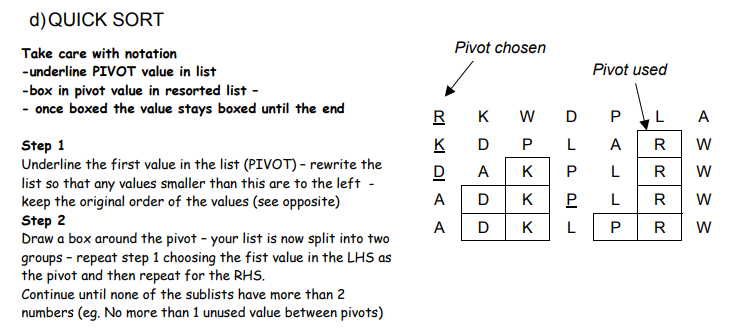 d)QUICK SORT
Take care with notation
-underline PIVOT value in list
-box in pivot value in resorted list -
- once boxed the value stays boxed until the end
Step 1
Underline the first value in the list (PIVOT) - rewrite the
list so that any values smaller than this are to the left -
keep the original order of the values (see opposite)
Step 2
Draw a box around the pivot - your list is now split into two
groups - repeat step 1 choosing the fist value in the LHS as
the pivot and then repeat for the RHS.
Continue until none of the sublists have more than 2
numbers (eg. No more than 1 unused value between pivots)
Pivot chosen
Pivot used
R K W D P L A
K D P L A R W
D A K P L R W
A D K P L R W
A D K L P R W